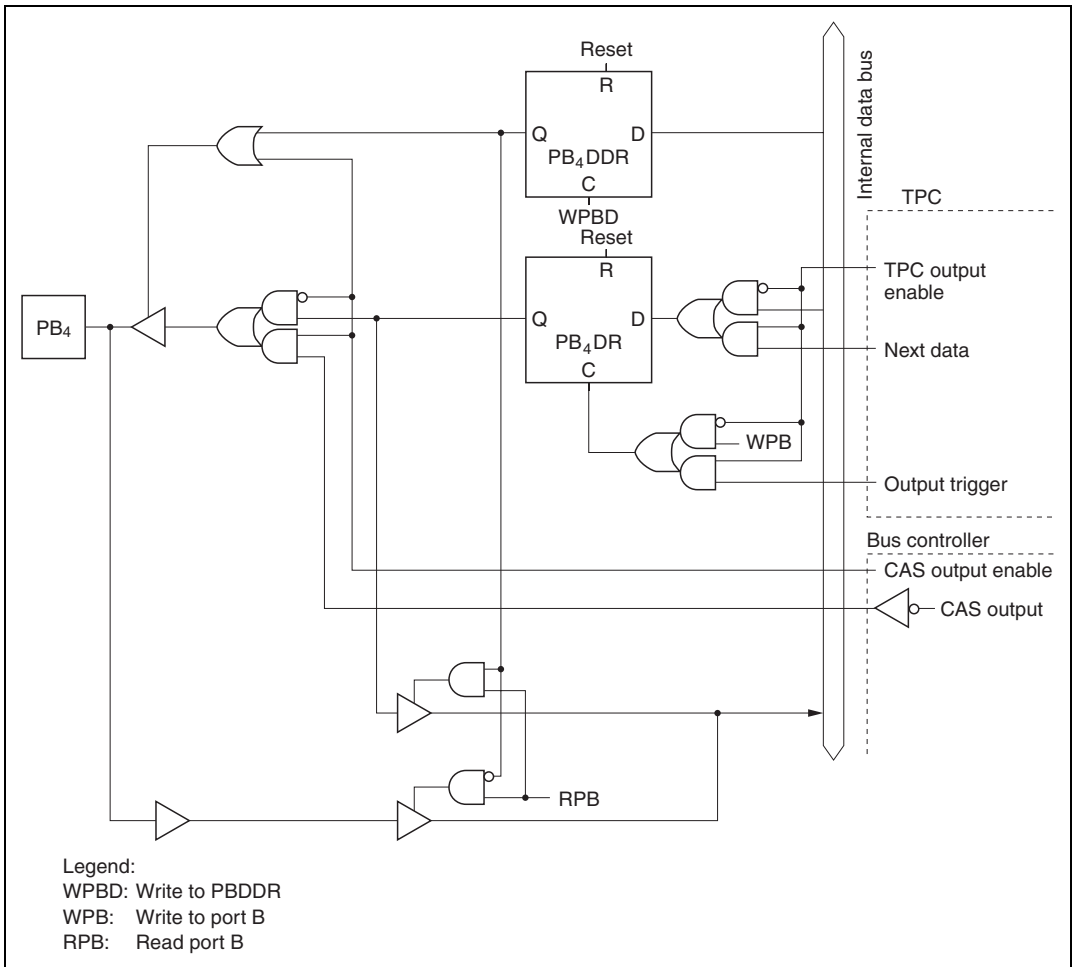 Reset
R
Q
D
PB₄DDR
C
WPBD
Internal data bus
TPC
Reset
R
TPC output
enable
PB₄
Q
D
PB₄DR
C
Next data
WPB
Output trigger
Bus controller
CAS output enable
CAS output
RPB
Legend:
WPBD: Write to PBDDR
WPB: Write to port B
RPB: Read port B